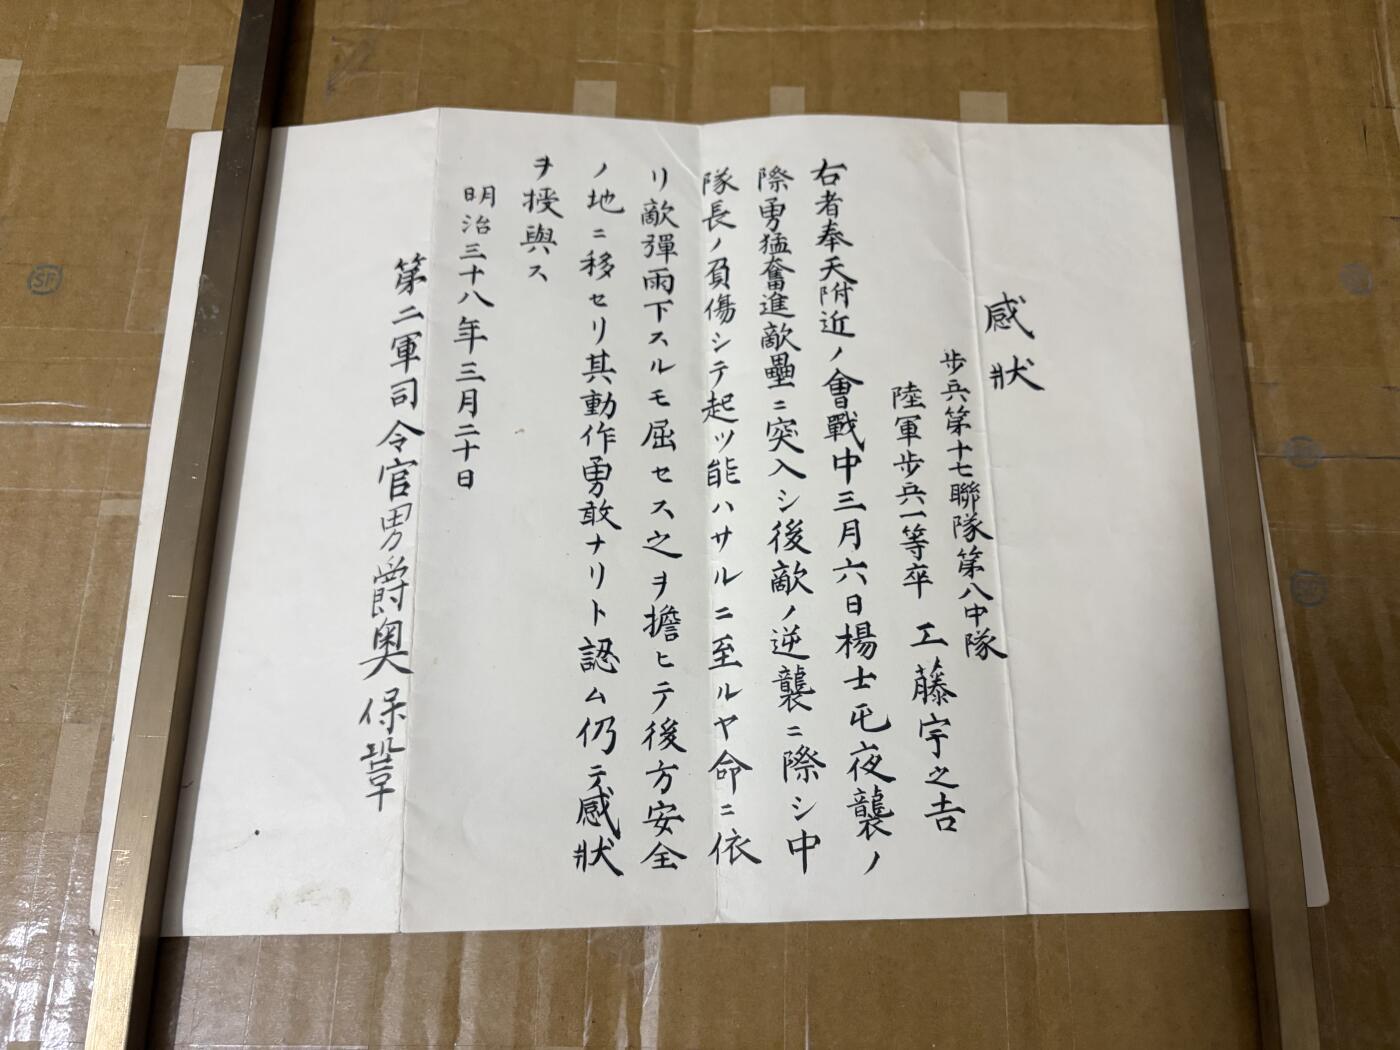 感狀
歩兵第十七聯隊第八中隊
陸軍歩兵一等卒 工藤宇之吉
右者奉天附近ノ會戰中三月六日楊士屯夜襲ノ
際勇猛奮進敵壘ニ突入シ後敵ノ逆襲ニ際シ中
隊長ノ負傷シテ起ツ能ハサルニ至ルヤ命ニ依
リ敵彈雨下スルモ屈セス之ヲ擔ヒテ後方安全
ノ地ニ移セリ其動作勇敢ナリト認ム仍テ感狀
ヲ授與ス
明治三十八年三月二十日
第二軍司令官男爵奥保鞏
SF
SF
SF
SF